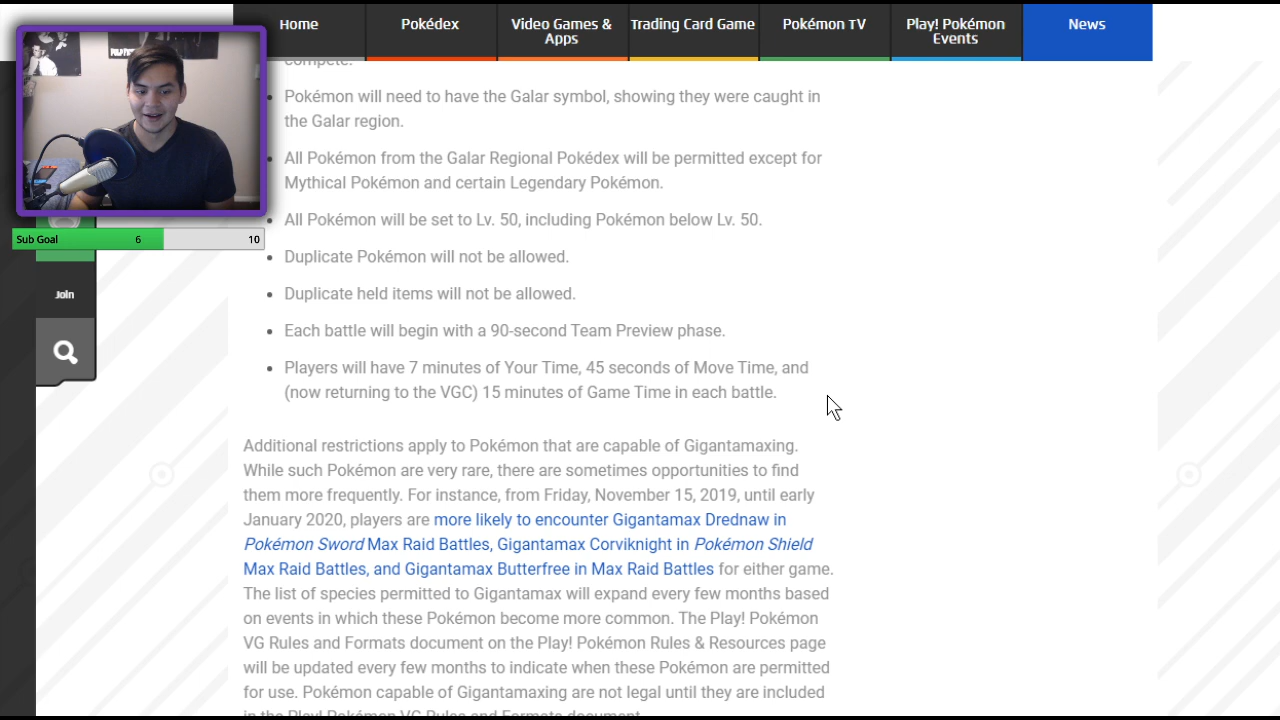 Home
Pokédex
Video Games &
Apps
Trading Card Game
Pokémon TV
Play! Pokémon
Events
News
compete.
Pokémon will need to have the Galar symbol, showing they were caught in
the Galar region.
All Pokémon from the Galar Regional Pokédex will be permitted except for
Mythical Pokémon and certain Legendary Pokémon.
All Pokémon will be set to Lv. 50, including Pokémon below Lv. 50.
Sub Goal 6 10
Duplicate Pokémon will not be allowed.
Join
Duplicate held items will not be allowed.
Each battle will begin with a 90-second Team Preview phase.
Players will have 7 minutes of Your Time, 45 seconds of Move Time, and
(now returning to the VGC) 15 minutes of Game Time in each battle.
Additional restrictions apply to Pokémon that are capable of Gigantamaxing.
While such Pokémon are very rare, there are sometimes opportunities to find
them more frequently. For instance, from Friday, November 15, 2019, until early
January 2020, players are more likely to encounter Gigantamax Drednaw in
Pokémon Sword Max Raid Battles, Gigantamax Corviknight in Pokémon Shield
Max Raid Battles, and Gigantamax Butterfree in Max Raid Battles for either game.
The list of species permitted to Gigantamax will expand every few months based
on events in which these Pokémon become more common. The Play! Pokémon
VG Rules and Formats document on the Play! Pokémon Rules & Resources page
will be updated every few months to indicate when these Pokémon are permitted
for use. Pokémon capable of Gigantamaxing are not legal until they are included
in the Play! Pokémon VG Rules and Formats document.